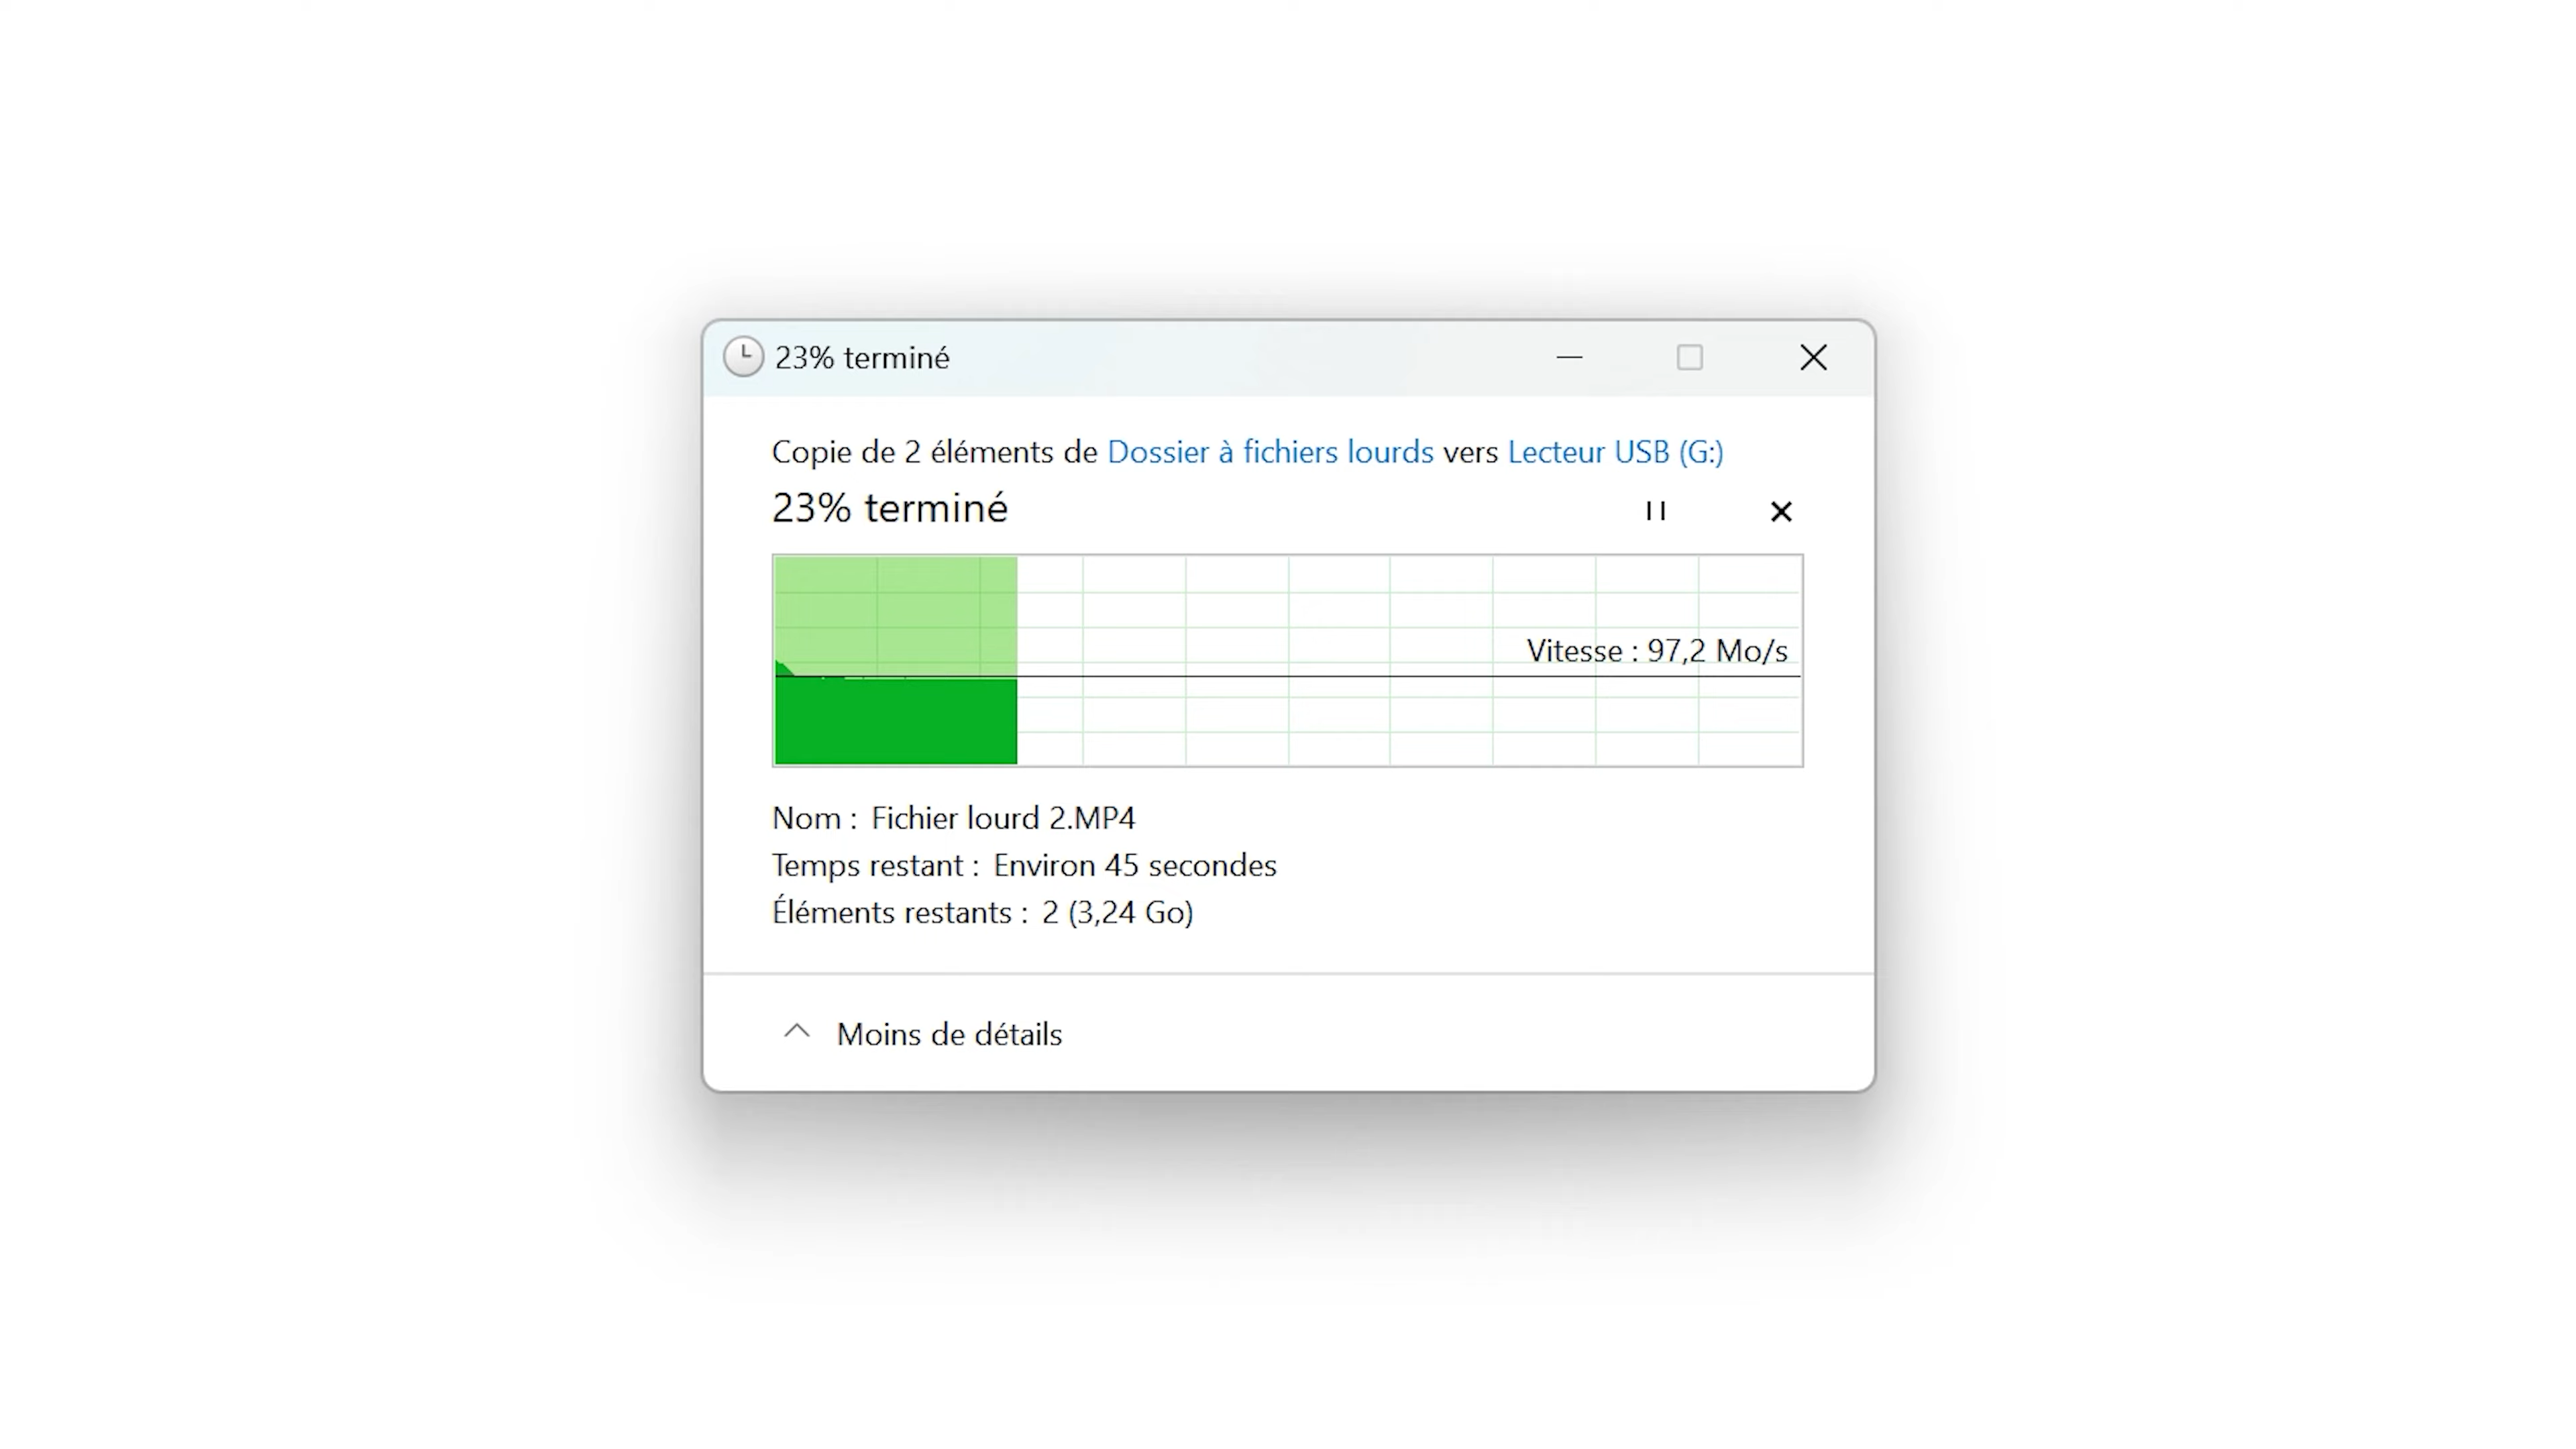 23% terminé
Copie de 2 éléments de Dossier à fichiers lourds vers Lecteur USB (G:)
23% terminé
Vitesse : 97,2 Mo/s
Nom : Fichier lourd 2.MP4
Temps restant : Environ 45 secondes
Éléments restants : 2 (3,24 Go)
Moins de détails